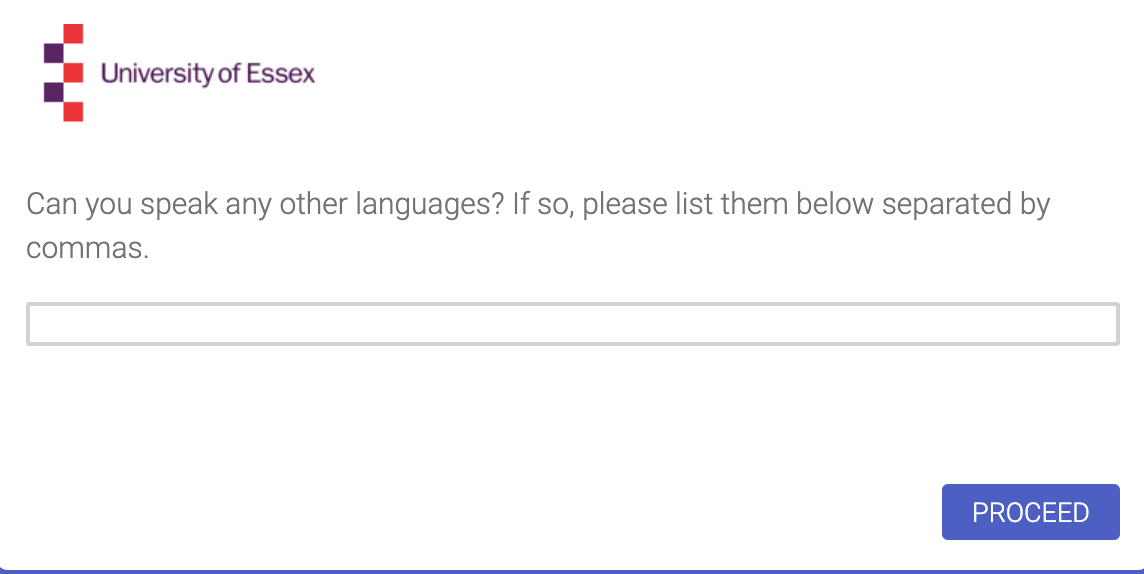 University of Essex
Can you speak any other languages? If so, please list them below separated by
commas.
PROCEED